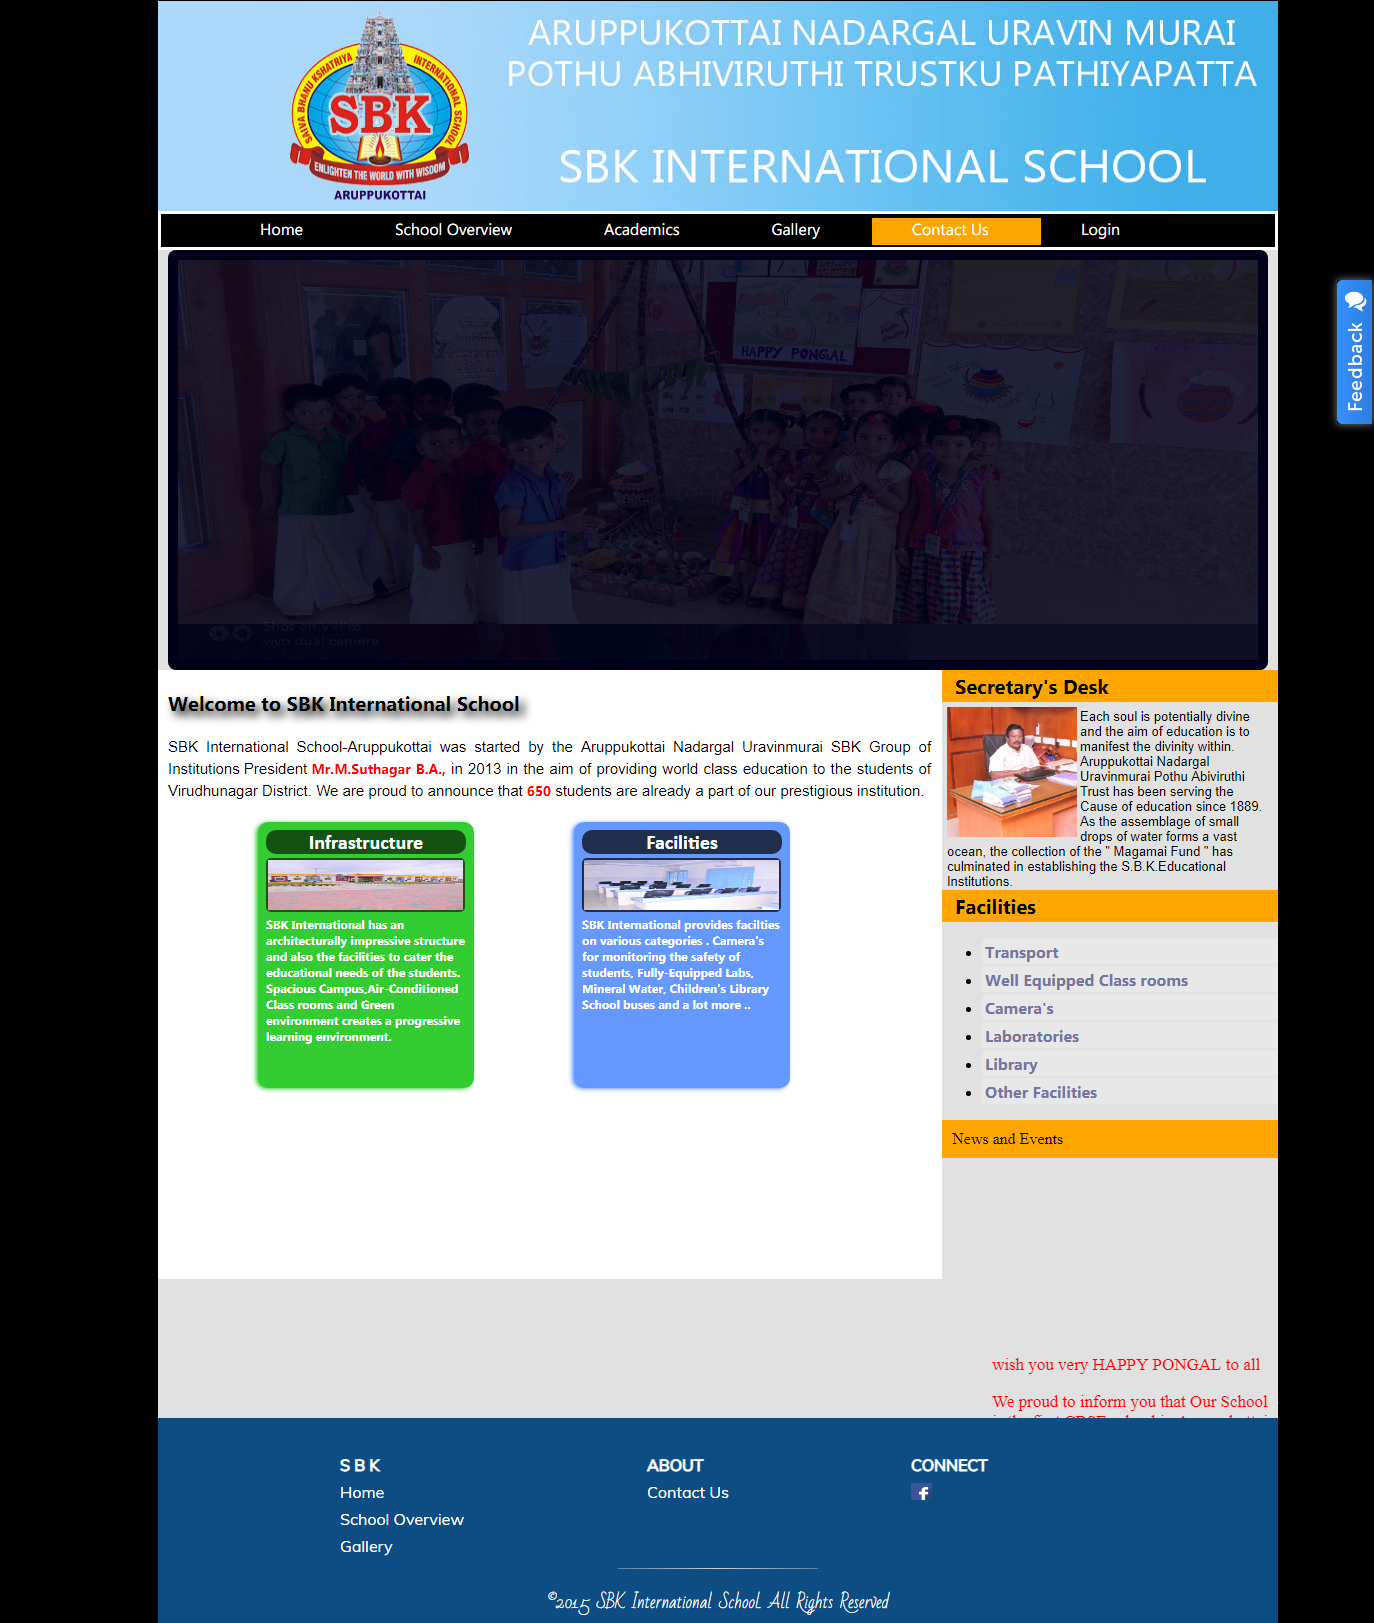 ARUPPUKOTTAI NADARGAL URAVIN MURAI
POTHU ABHIVIRUTHI TRUSTKU PATHIYAPATTA
SBK INTERNATIONAL SCHOOL
SAIVA BHANU KSHATRIYA INTERNATIONAL SCHOOL
SBK
ENLIGHTEN THE WORLD WITH WISDOM
ARUPPUKOTTAI
Home School Overview Academics Gallery Contact Us Login
HAPPY PONGAL
Shot on V9Pro
vivo dual camera
Feedback
Welcome to SBK International School
SBK International School-Aruppukottai was started by the Aruppukottai Nadargal Uravinmurai SBK Group of
Institutions President Mr.M.Suthagar B.A., in 2013 in the aim of providing world class education to the students of
Virudhunagar District. We are proud to announce that 650 students are already a part of our prestigious institution.
Infrastructure
SBK International has an
architecturally impressive structure
and also the facilities to cater the
educational needs of the students.
Spacious Campus,Air-Conditioned
Class rooms and Green
environment creates a progressive
learning environment.
Facilities
SBK International provides facilties
on various categories . Camera's
for monitoring the safety of
students, Fully-Equipped Labs,
Mineral Water, Children's Library
School buses and a lot more ..
Secretary's Desk
Each soul is potentially divine
and the aim of education is to
manifest the divinity within.
Aruppukottai Nadargal
Uravinmurai Pothu Abiviruthi
Trust has been serving the
Cause of education since 1889.
As the assemblage of small
drops of water forms a vast
ocean, the collection of the " Magamai Fund " has
culminated in establishing the S.B.K.Educational
Institutions.
Facilities
Transport
Well Equipped Class rooms
Camera's
Laboratories
Library
Other Facilities
News and Events
wish you very HAPPY PONGAL to all
We proud to inform you that Our School
S B K
Home
School Overview
Gallery
ABOUT
Contact Us
CONNECT
©2015 SBK International School. All Rights Reserved